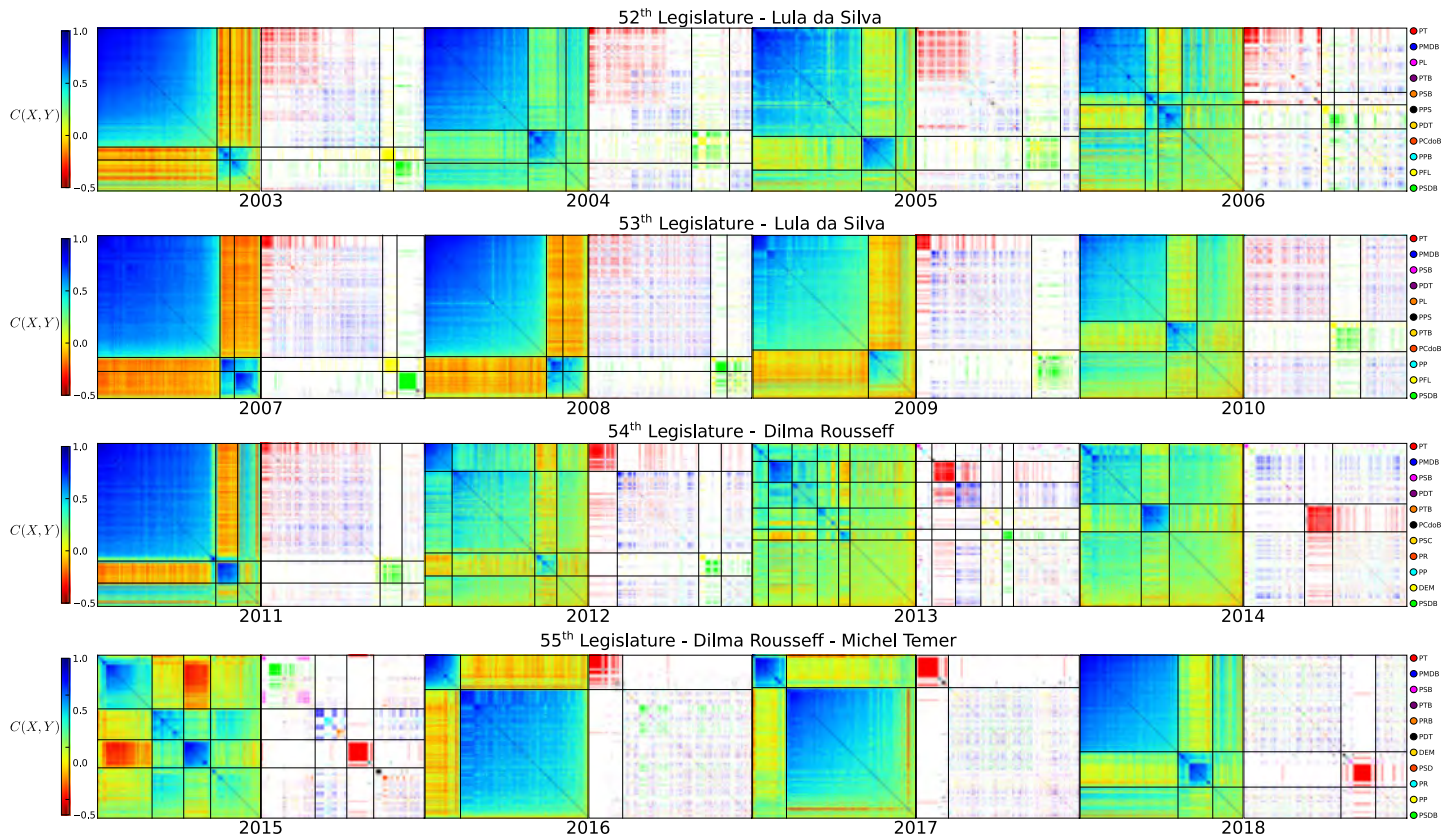 52th Legislature - Lula da Silva
1.0
0.5
0.0
−0.5
C(X,Y)
2003
2004
2005
2006
PT
PMDB
PL
PTB
PSB
PPS
PDT
PCdoB
PPB
PFL
PSDB
53th Legislature - Lula da Silva
1.0
0.5
0.0
−0.5
C(X,Y)
2007
2008
2009
2010
PT
PMDB
PSB
PDT
PL
PPS
PTB
PCdoB
PP
PFL
PSDB
54th Legislature - Dilma Rousseff
1.0
0.5
0.0
−0.5
C(X,Y)
2011
2012
2013
2014
PT
PMDB
PSB
PDT
PTB
PCdoB
PSC
PR
PP
DEM
PSDB
55th Legislature - Dilma Rousseff - Michel Temer
1.0
0.5
0.0
−0.5
C(X,Y)
2015
2016
2017
2018
PT
PMDB
PSB
PTB
PRB
PDT
DEM
PSD
PR
PP
PSDB